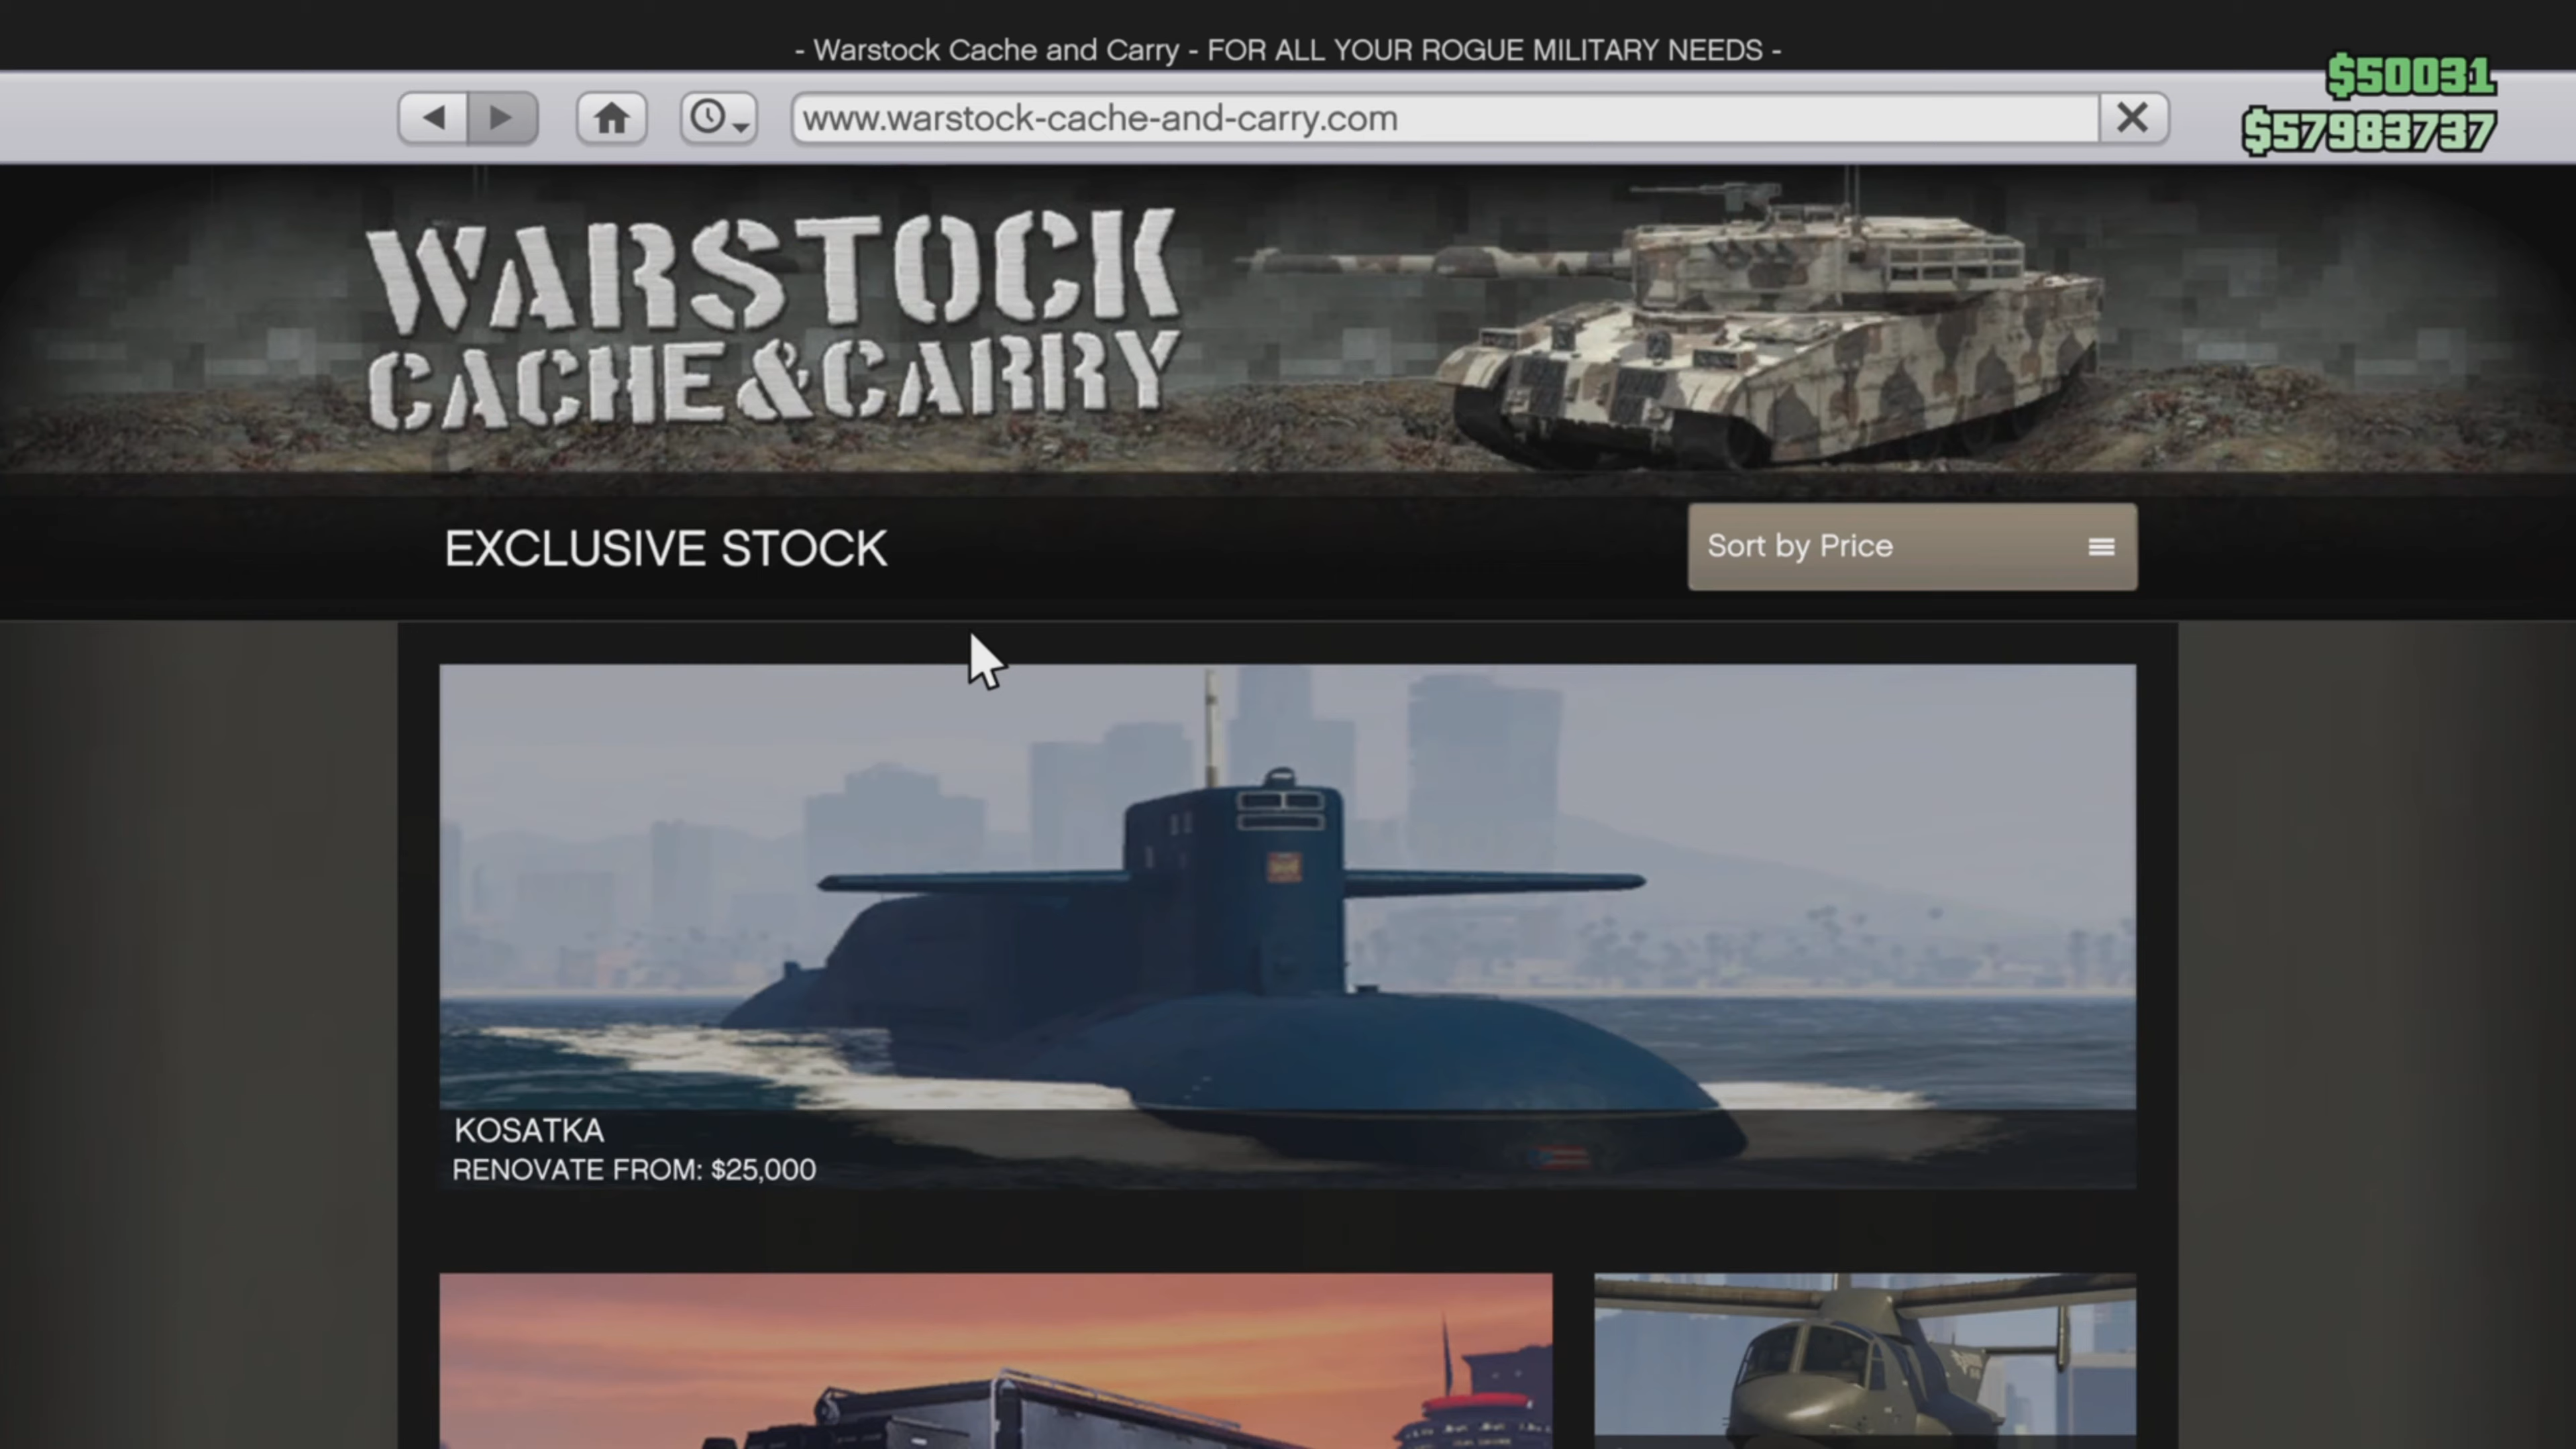 - Warstock Cache and Carry - FOR ALL YOUR ROGUE MILITARY NEEDS -
$50031
www.warstock-cache-and-carry.com
$57983737
WARSTOCK
CACHE&CARRY
EXCLUSIVE STOCK
Sort by Price
KOSATKA
RENOVATE FROM: $25,000